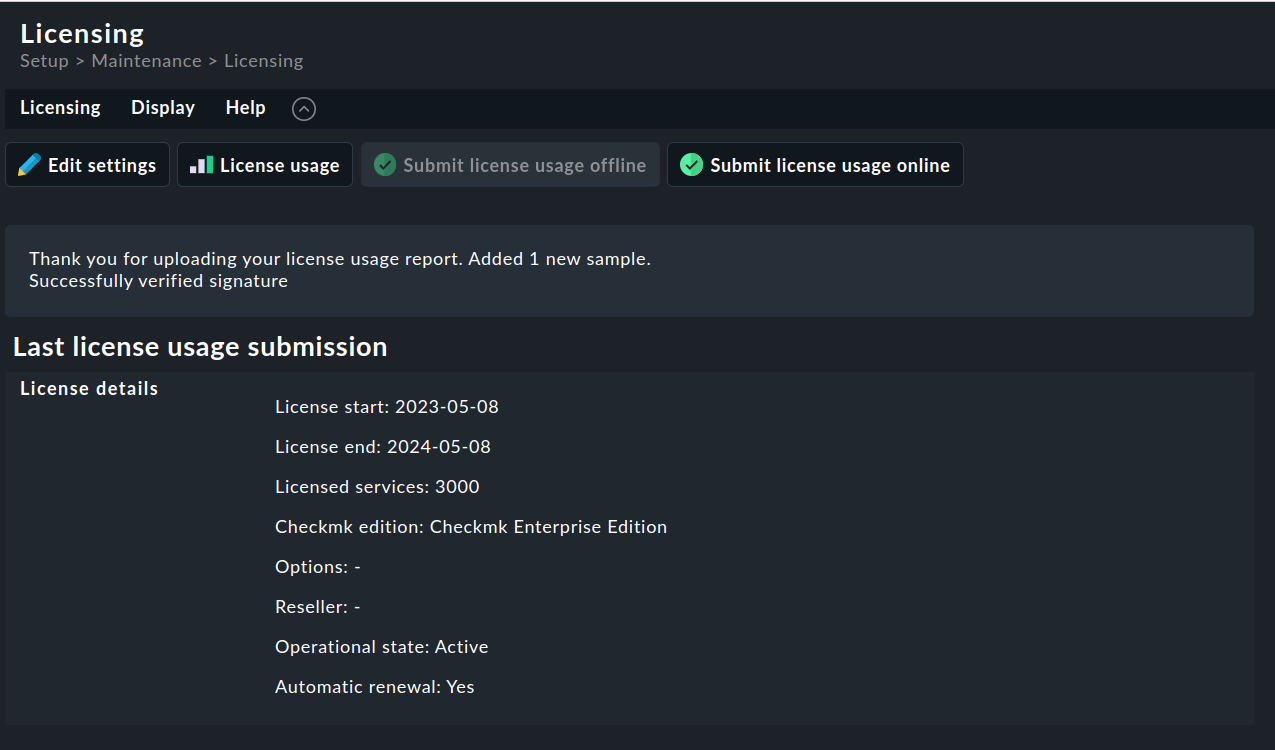 Licensing
Setup > Maintenance > Licensing
Licensing Display Help
Edit settings License usage Submit license usage offline Submit license usage online
Thank you for uploading your license usage report. Added 1 new sample.
Successfully verified signature
Last license usage submission
License details
License start: 2023-05-08
License end: 2024-05-08
Licensed services: 3000
Checkmk edition: Checkmk Enterprise Edition
Options: -
Reseller: -
Operational state: Active
Automatic renewal: Yes